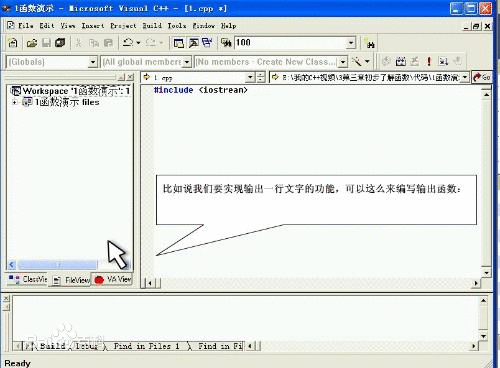 1函数演示 - Microsoft Visual C++ - [1.cpp *]
File Edit View Insert Project Build Tools Window Help
100
(Globals) (All global members (No members - Create New Class...
Workspace '1函数演示': 1
1函数演示 files
1 cpp
E:\我的C++视频\3第三章初步了解函数\代码\1函数演 Go
#include <iostream>
比如说我们要实现输出一行文字的功能，可以这么来编写输出函数：
ClassVie FileView VA View
Build Debug Find in Files 1 Find in Fi
Ready